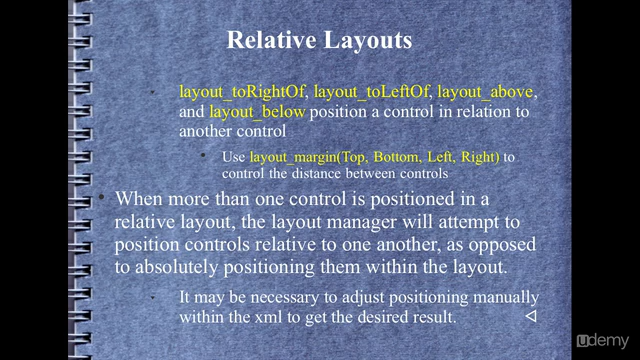 Relative Layouts
layout_toRightOf, layout_toLeftOf, layout_above,
and layout_below position a control in relation to
another control
Use layout_margin(Top, Bottom, Left, Right) to
control the distance between controls
When more than one control is positioned in a
relative layout, the layout manager will attempt to
position controls relative to one another, as opposed
to absolutely positioning them within the layout.
It may be necessary to adjust positioning manually
within the xml to get the desired result.
udemy